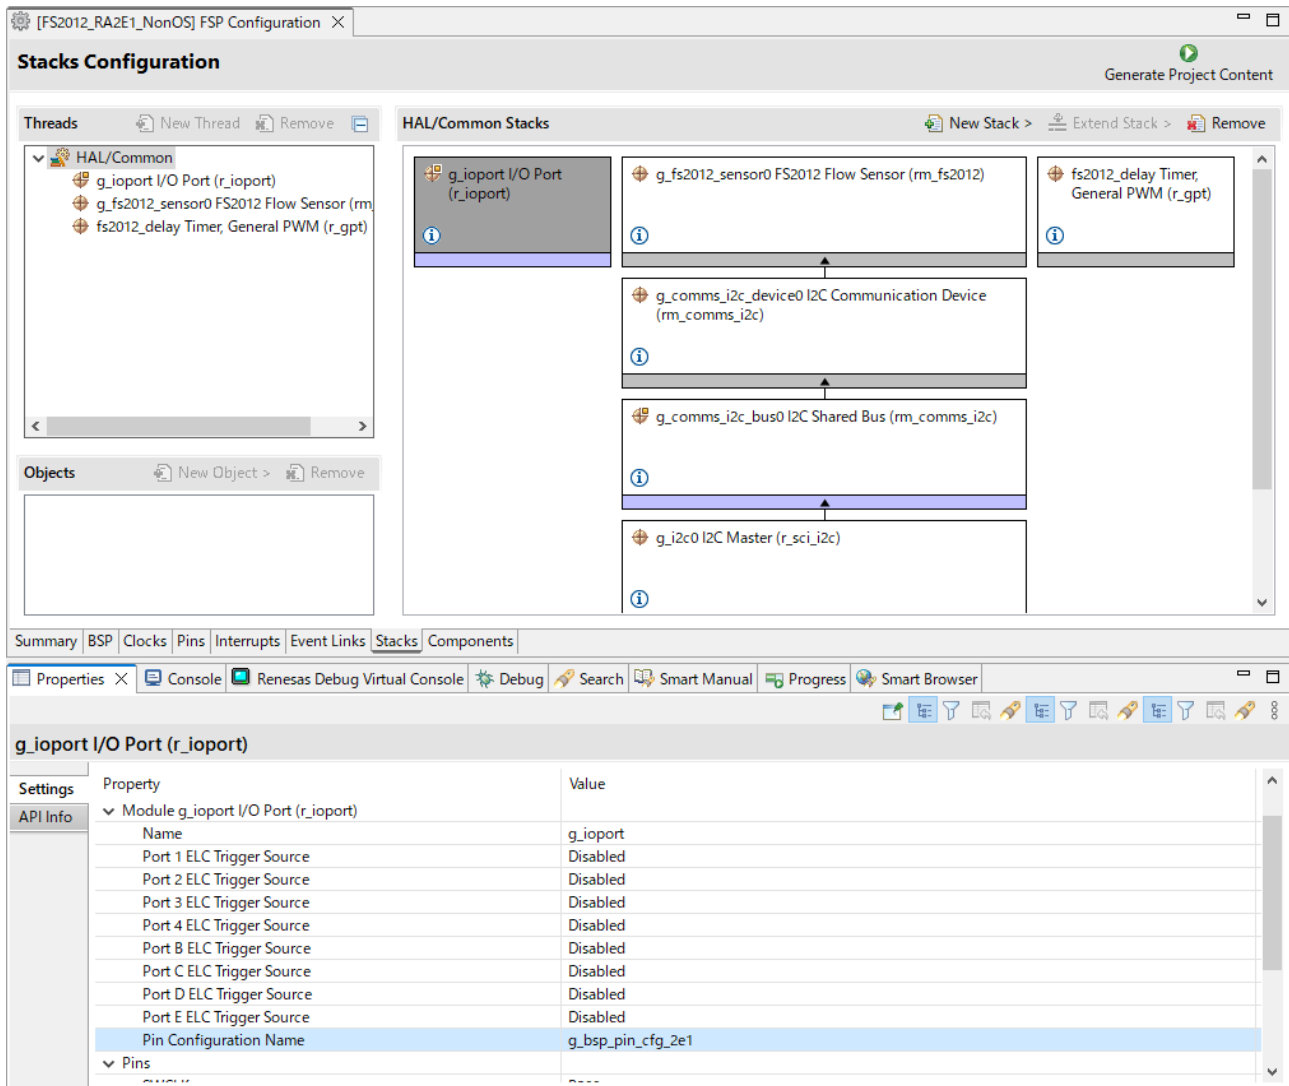 [FS2012_RA2E1_NonOS] FSP Configuration
Stacks Configuration
Generate Project Content
Threads
New Thread
Remove
HAL/Common
g_ioport I/O Port (r_ioport)
g_fs2012_sensor0 FS2012 Flow Sensor (rm_
fs2012_delay Timer, General PWM (r_gpt)
Objects
New Object >
Remove
HAL/Common Stacks
New Stack >
Extend Stack >
Remove
g_ioport I/O Port
(r_ioport)
g_fs2012_sensor0 FS2012 Flow Sensor (rm_fs2012)
fs2012_delay Timer,
General PWM (r_gpt)
g_comms_i2c_device0 I2C Communication Device
(rm_comms_i2c)
g_comms_i2c_bus0 I2C Shared Bus (rm_comms_i2c)
g_i2c0 I2C Master (r_sci_i2c)
Summary BSP Clocks Pins Interrupts Event Links Stacks Components
Properties Console Renesas Debug Virtual Console Debug Search Smart Manual Progress Smart Browser
g_ioport I/O Port (r_ioport)
Settings
API Info
Property Value
Module g_ioport I/O Port (r_ioport)
Name g_ioport
Port 1 ELC Trigger Source Disabled
Port 2 ELC Trigger Source Disabled
Port 3 ELC Trigger Source Disabled
Port 4 ELC Trigger Source Disabled
Port B ELC Trigger Source Disabled
Port C ELC Trigger Source Disabled
Port D ELC Trigger Source Disabled
Port E ELC Trigger Source Disabled
Pin Configuration Name g_bsp_pin_cfg_2e1
Pins